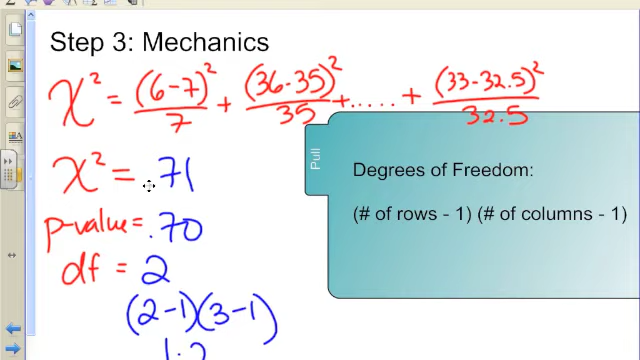 Step 3: Mechanics
χ² = (6-7)²/7 + (36-35)²/35 +..... + (33-32.5)²/32.5
χ² = .71
p-value = .70
df = 2
(2-1)(3-1)
1·2
Pull
Degrees of Freedom:
(# of rows - 1) (# of columns - 1)